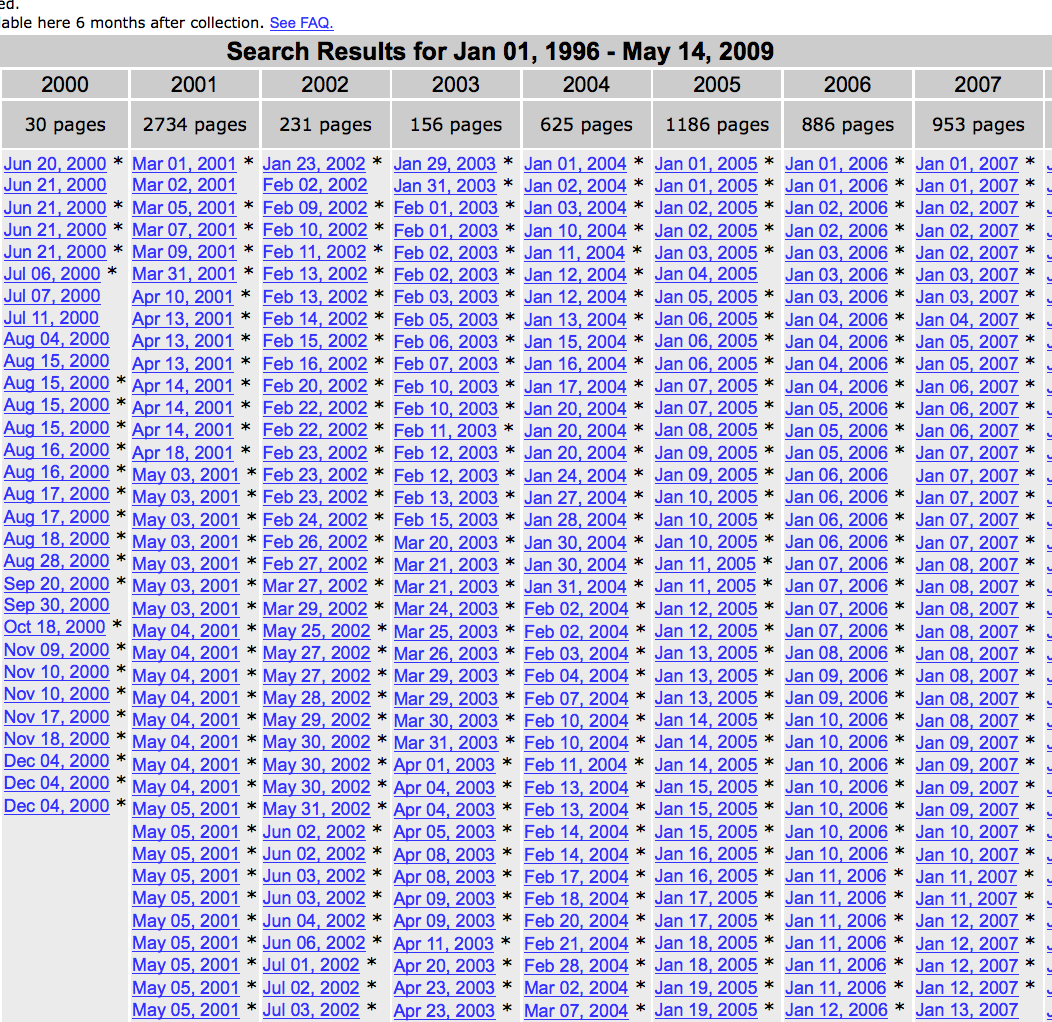 ed.
lable here 6 months after collection. See FAQ.
Search Results for Jan 01, 1996 - May 14, 2009
2000 2001 2002 2003 2004 2005 2006 2007
30 pages 2734 pages 231 pages 156 pages 625 pages 1186 pages 886 pages 953 pages
Jun 20, 2000 * Mar 01, 2001 * Jan 23, 2002 * Jan 29, 2003 * Jan 01, 2004 * Jan 01, 2005 * Jan 01, 2006 * Jan 01, 2007 *
Jun 21, 2000 Mar 02, 2001 Feb 02, 2002 Jan 31, 2003 * Jan 02, 2004 * Jan 01, 2005 * Jan 01, 2006 * Jan 01, 2007 *
Jun 21, 2000 * Mar 05, 2001 * Feb 09, 2002 * Feb 01, 2003 * Jan 03, 2004 * Jan 02, 2005 * Jan 02, 2006 * Jan 02, 2007 *
Jun 21, 2000 * Mar 07, 2001 * Feb 10, 2002 * Feb 01, 2003 * Jan 10, 2004 * Jan 02, 2005 * Jan 02, 2006 * Jan 02, 2007 *
Jun 21, 2000 * Mar 09, 2001 * Feb 11, 2002 * Feb 02, 2003 * Jan 11, 2004 * Jan 03, 2005 * Jan 02, 2006 * Jan 02, 2007 *
Jul 06, 2000 * Mar 31, 2001 * Feb 13, 2002 * Feb 02, 2003 * Jan 12, 2004 * Jan 04, 2005 Jan 03, 2006 * Jan 03, 2007 *
Jul 07, 2000 Apr 10, 2001 * Feb 13, 2002 * Feb 03, 2003 * Jan 12, 2004 * Jan 05, 2005 * Jan 03, 2006 * Jan 03, 2007 *
Jul 11, 2000 Apr 13, 2001 * Feb 14, 2002 * Feb 05, 2003 * Jan 13, 2004 * Jan 06, 2005 * Jan 03, 2006 * Jan 04, 2007 *
Aug 04, 2000 Apr 13, 2001 * Feb 15, 2002 * Feb 06, 2003 * Jan 15, 2004 * Jan 06, 2005 * Jan 04, 2006 * Jan 04, 2007 *
Aug 15, 2000 Apr 13, 2001 * Feb 16, 2002 * Feb 07, 2003 * Jan 16, 2004 * Jan 06, 2005 * Jan 04, 2006 * Jan 05, 2007 *
Aug 15, 2000 * Apr 14, 2001 * Feb 20, 2002 * Feb 10, 2003 * Jan 17, 2004 * Jan 07, 2005 * Jan 04, 2006 * Jan 06, 2007 *
Aug 15, 2000 * Apr 14, 2001 * Feb 22, 2002 * Feb 10, 2003 * Jan 20, 2004 * Jan 07, 2005 * Jan 05, 2006 * Jan 06, 2007 *
Aug 15, 2000 * Apr 14, 2001 * Feb 22, 2002 * Feb 11, 2003 * Jan 20, 2004 * Jan 08, 2005 * Jan 05, 2006 * Jan 06, 2007 *
Aug 16, 2000 * Apr 18, 2001 * Feb 23, 2002 * Feb 12, 2003 * Jan 20, 2004 * Jan 09, 2005 * Jan 05, 2006 * Jan 07, 2007 *
Aug 16, 2000 * May 03, 2001 * Feb 23, 2002 * Feb 12, 2003 * Jan 24, 2004 * Jan 09, 2005 * Jan 06, 2006 Jan 07, 2007 *
Aug 17, 2000 * May 03, 2001 * Feb 23, 2002 * Feb 13, 2003 * Jan 27, 2004 * Jan 10, 2005 * Jan 06, 2006 * Jan 07, 2007 *
Aug 17, 2000 * May 03, 2001 * Feb 24, 2002 * Feb 15, 2003 * Jan 28, 2004 * Jan 10, 2005 * Jan 06, 2006 * Jan 07, 2007 *
Aug 18, 2000 * May 03, 2001 * Feb 26, 2002 * Mar 20, 2003 * Jan 30, 2004 * Jan 10, 2005 * Jan 06, 2006 * Jan 07, 2007 *
Aug 28, 2000 * May 03, 2001 * Feb 27, 2002 * Mar 21, 2003 * Jan 30, 2004 * Jan 11, 2005 * Jan 07, 2006 * Jan 08, 2007 *
Sep 20, 2000 * May 03, 2001 * Mar 27, 2002 * Mar 21, 2003 * Jan 31, 2004 * Jan 11, 2005 * Jan 07, 2006 * Jan 08, 2007 *
Sep 30, 2000 May 03, 2001 * Mar 29, 2002 * Mar 24, 2003 * Feb 02, 2004 * Jan 12, 2005 * Jan 07, 2006 * Jan 08, 2007 *
Oct 18, 2000 * May 04, 2001 * May 25, 2002 * Mar 25, 2003 * Feb 02, 2004 * Jan 12, 2005 * Jan 07, 2006 * Jan 08, 2007 *
Nov 09, 2000 * May 04, 2001 * May 27, 2002 * Mar 26, 2003 * Feb 03, 2004 * Jan 13, 2005 * Jan 08, 2006 * Jan 08, 2007 *
Nov 10, 2000 * May 04, 2001 * May 27, 2002 * Mar 29, 2003 * Feb 04, 2004 * Jan 13, 2005 * Jan 09, 2006 * Jan 08, 2007 *
Nov 10, 2000 * May 04, 2001 * May 28, 2002 * Mar 29, 2003 * Feb 07, 2004 * Jan 13, 2005 * Jan 09, 2006 * Jan 08, 2007 *
Nov 17, 2000 * May 04, 2001 * May 29, 2002 * Mar 30, 2003 * Feb 10, 2004 * Jan 14, 2005 * Jan 10, 2006 * Jan 08, 2007 *
Nov 18, 2000 * May 04, 2001 * May 30, 2002 * Mar 31, 2003 * Feb 10, 2004 * Jan 14, 2005 * Jan 10, 2006 * Jan 09, 2007 *
Dec 04, 2000 * May 04, 2001 * May 30, 2002 * Apr 01, 2003 * Feb 11, 2004 * Jan 14, 2005 * Jan 10, 2006 * Jan 09, 2007 *
Dec 04, 2000 * May 04, 2001 * May 30, 2002 * Apr 04, 2003 * Feb 13, 2004 * Jan 15, 2005 * Jan 10, 2006 * Jan 09, 2007 *
Dec 04, 2000 * May 05, 2001 * May 31, 2002 * Apr 04, 2003 * Feb 13, 2004 * Jan 15, 2005 * Jan 10, 2006 * Jan 09, 2007 *
May 05, 2001 * Jun 02, 2002 * Apr 05, 2003 * Feb 14, 2004 * Jan 15, 2005 * Jan 10, 2006 * Jan 10, 2007 *
May 05, 2001 * Jun 02, 2002 * Apr 08, 2003 * Feb 14, 2004 * Jan 16, 2005 * Jan 10, 2006 * Jan 10, 2007 *
May 05, 2001 * Jun 03, 2002 * Apr 08, 2003 * Feb 17, 2004 * Jan 16, 2005 * Jan 11, 2006 * Jan 11, 2007 *
May 05, 2001 * Jun 03, 2002 * Apr 09, 2003 * Feb 18, 2004 * Jan 17, 2005 * Jan 11, 2006 * Jan 11, 2007 *
May 05, 2001 * Jun 04, 2002 * Apr 09, 2003 * Feb 20, 2004 * Jan 17, 2005 * Jan 11, 2006 * Jan 12, 2007 *
May 05, 2001 * Jun 06, 2002 * Apr 11, 2003 * Feb 21, 2004 * Jan 18, 2005 * Jan 11, 2006 * Jan 12, 2007 *
May 05, 2001 * Jul 01, 2002 * Apr 20, 2003 * Feb 28, 2004 * Jan 18, 2005 * Jan 11, 2006 * Jan 12, 2007 *
May 05, 2001 * Jul 02, 2002 * Apr 23, 2003 * Mar 02, 2004 * Jan 19, 2005 * Jan 11, 2006 * Jan 12, 2007 *
May 05, 2001 * Jul 03, 2002 * Apr 23, 2003 * Mar 07, 2004 * Jan 19, 2005 * Jan 12, 2006 * Jan 13, 2007